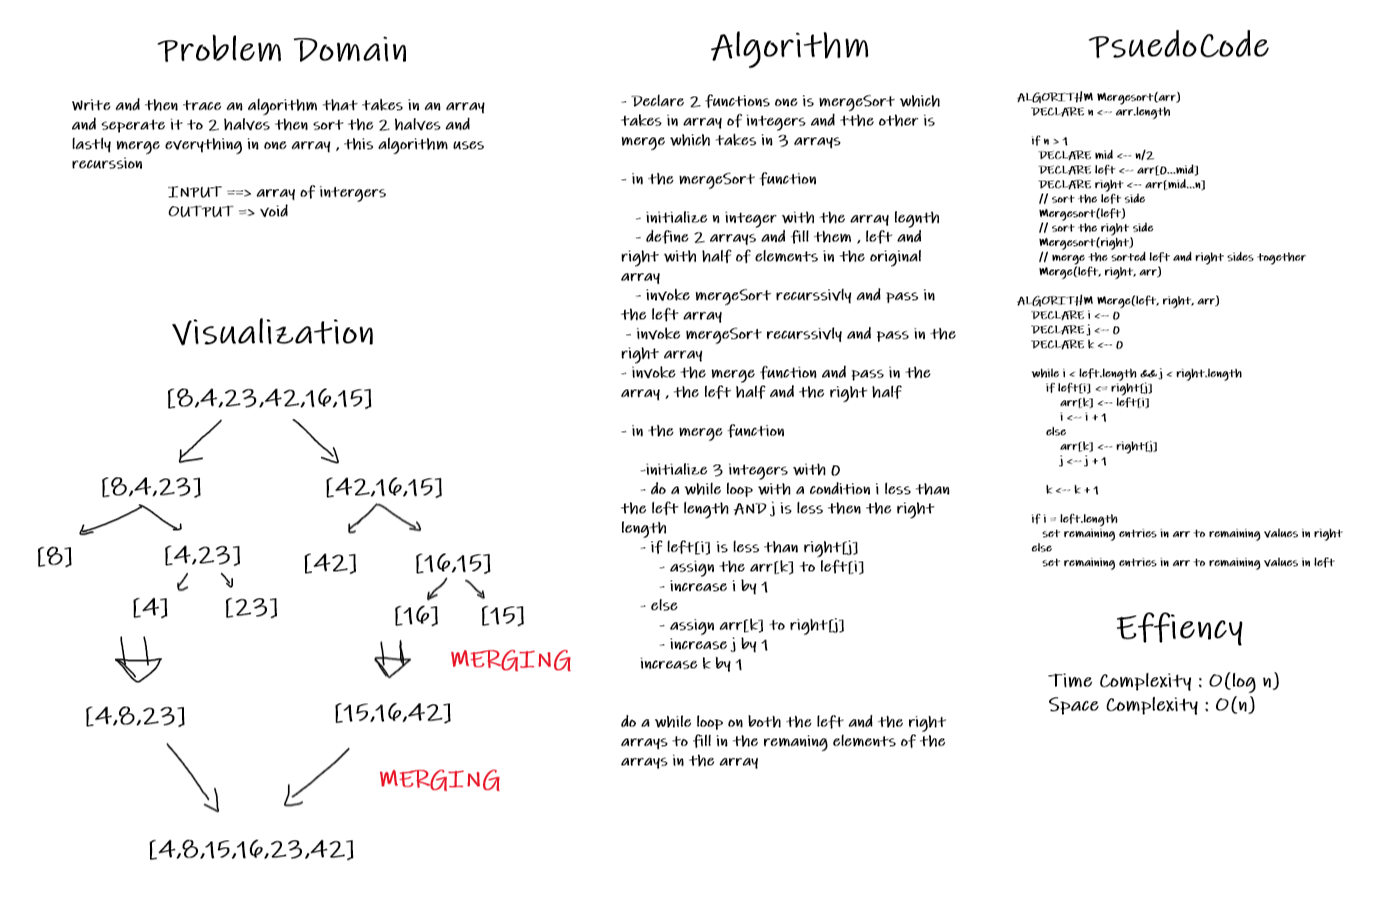 Problem Domain
Write and then trace an algorithm that takes in an array
and seperate it to 2 halves then sort the 2 halves and
lastly merge everything in one array , this algorithm uses
recurssion
INPUT ==> array of intergers
OUTPUT => void
Visualization
[8,4,23,42,16,15]
[8,4,23]
[42,16,15]
[8]
[4,23]
[42]
[16,15]
[4]
[23]
[16]
[15]
MERGING
[4,8,23]
[15,16,42]
MERGING
[4,8,15,16,23,42]
Algorithm
- Declare 2 functions one is mergeSort which
takes in array of integers and tthe other is
merge which takes in 3 arrays
- in the mergeSort function
- initialize n integer with the array legnth
- define 2 arrays and fill them , left and
right with half of elements in the original
array
- invoke mergeSort recurssivly and pass in
the left array
- invoke mergeSort recurssivly and pass in the
right array
- invoke the merge function and pass in the
array , the left half and the right half
- in the merge function
-initialize 3 integers with 0
- do a while loop with a condition i less than
the left length AND j is less then the right
length
- if left[i] is less than right[j]
- assign the arr[k] to left[i]
- increase i by 1
- else
- assign arr[k] to right[j]
- increase j by 1
increase k by 1
do a while loop on both the left and the right
arrays to fill in the remaning elements of the
arrays in the array
PsuedoCode
ALGORITHM Mergesort(arr)
DECLARE n <-- arr.length
if n > 1
DECLARE mid <-- n/2
DECLARE left <-- arr[0...mid]
DECLARE right <-- arr[mid...n]
// sort the left side
Mergesort(left)
// sort the right side
Mergesort(right)
// merge the sorted left and right sides together
Merge(left, right, arr)
ALGORITHM Merge(left, right, arr)
DECLARE i <-- 0
DECLARE j <-- 0
DECLARE k <-- 0
while i < left.length && j < right.length
if left[i] <= right[j]
arr[k] <-- left[i]
i <-- i + 1
else
arr[k] <-- right[j]
j <-- j + 1
k <-- k + 1
if i = left.length
set remaining entries in arr to remaining values in right
else
set remaining entries in arr to remaining values in left
Effiency
Time Complexity : O(log n)
Space Complexity : O(n)